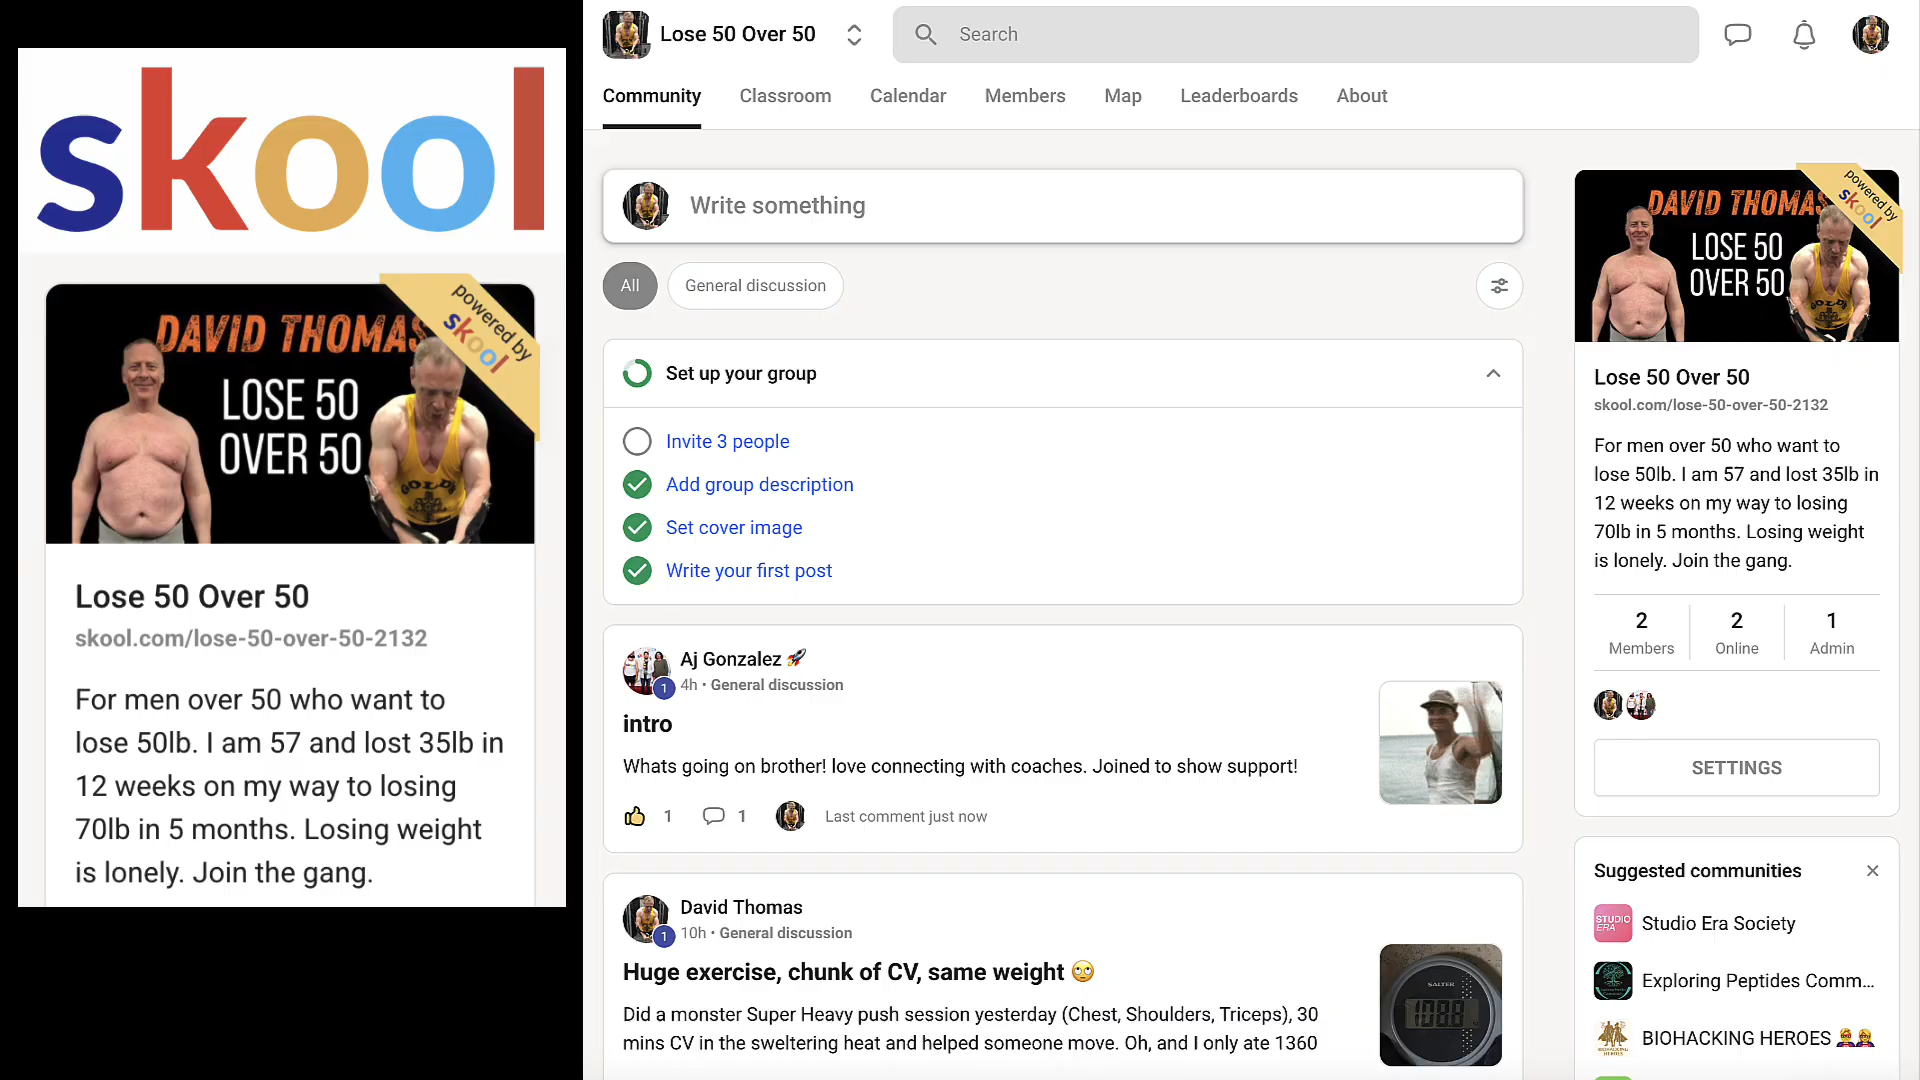 skool
powered by
skool
DAVID THOMAS
LOSE 50
OVER 50
GOLD'S
Lose 50 Over 50
skool.com/lose-50-over-50-2132
For men over 50 who want to
lose 50lb. I am 57 and lost 35lb in
12 weeks on my way to losing
70lb in 5 months. Losing weight
is lonely. Join the gang.
Lose 50 Over 50
Search
Community Classroom Calendar Members Map Leaderboards About
Write something
All General discussion
Set up your group
Invite 3 people
Add group description
Set cover image
Write your first post
Aj Gonzalez 🚀
1 4h • General discussion
intro
Whats going on brother! love connecting with coaches. Joined to show support!
1 1 Last comment just now
David Thomas
1 10h • General discussion
Huge exercise, chunk of CV, same weight 🙄
Did a monster Super Heavy push session yesterday (Chest, Shoulders, Triceps), 30
mins CV in the sweltering heat and helped someone move. Oh, and I only ate 1360
SALTER
powered by
skool
DAVID THOMAS
LOSE 50
OVER 50
GOLD'S
Lose 50 Over 50
skool.com/lose-50-over-50-2132
For men over 50 who want to
lose 50lb. I am 57 and lost 35lb in
12 weeks on my way to losing
70lb in 5 months. Losing weight
is lonely. Join the gang.
2 2 1
Members Online Admin
SETTINGS
Suggested communities
STUDIO
ERA
Studio Era Society
Exploring Peptides Comm...
BIOHACKING
HEROES
BIOHACKING HEROES